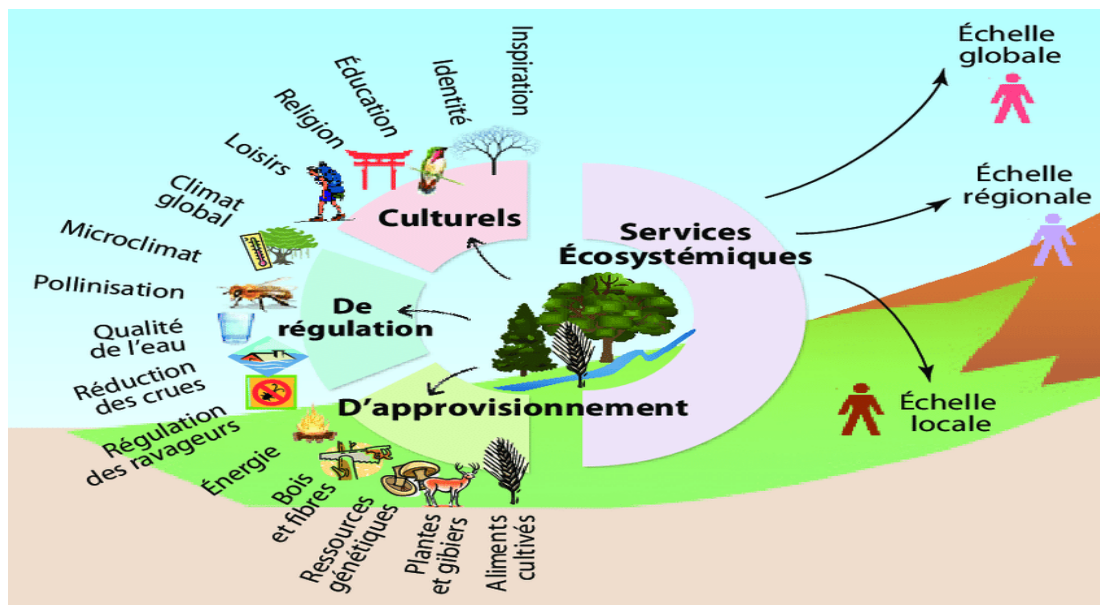 Inspiration
Identité
Éducation
Religion
Loisirs
Climat
global
Microclimat
Pollinisation
Qualité
de l'eau
Réduction
des crues
Régulation
des ravageurs
Énergie
Bois
et fibres
Ressources
génétiques
Plantes
et gibiers
Aliments
cultivés
Culturels
De
régulation
D'approvisionnement
Services
Écosystémiques
Échelle
globale
Échelle
régionale
Échelle
locale